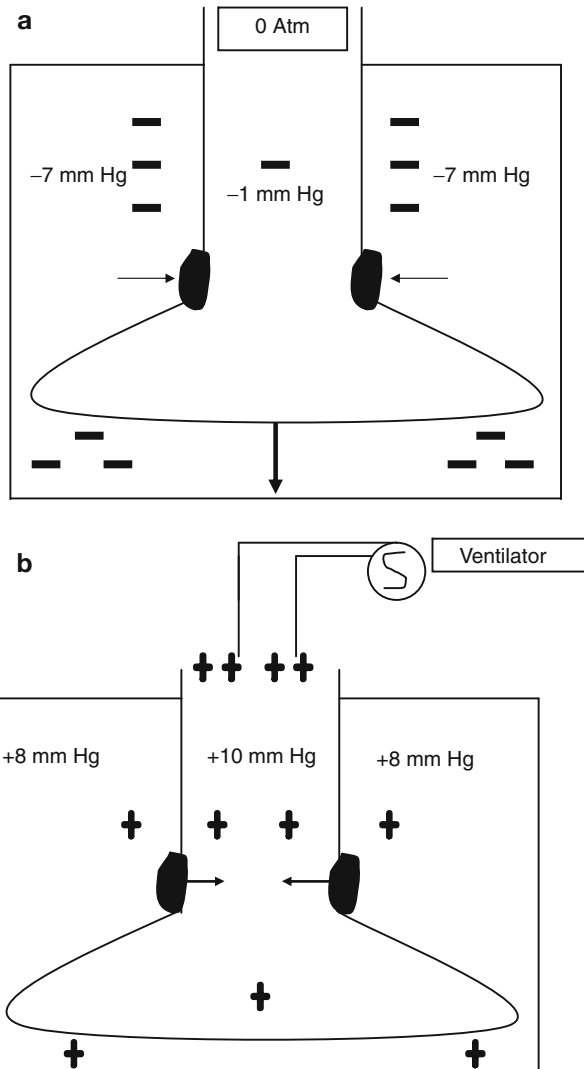 a
0 Atm
–7 mm Hg
–1 mm Hg
–7 mm Hg
b
Ventilator
+8 mm Hg
+10 mm Hg
+8 mm Hg